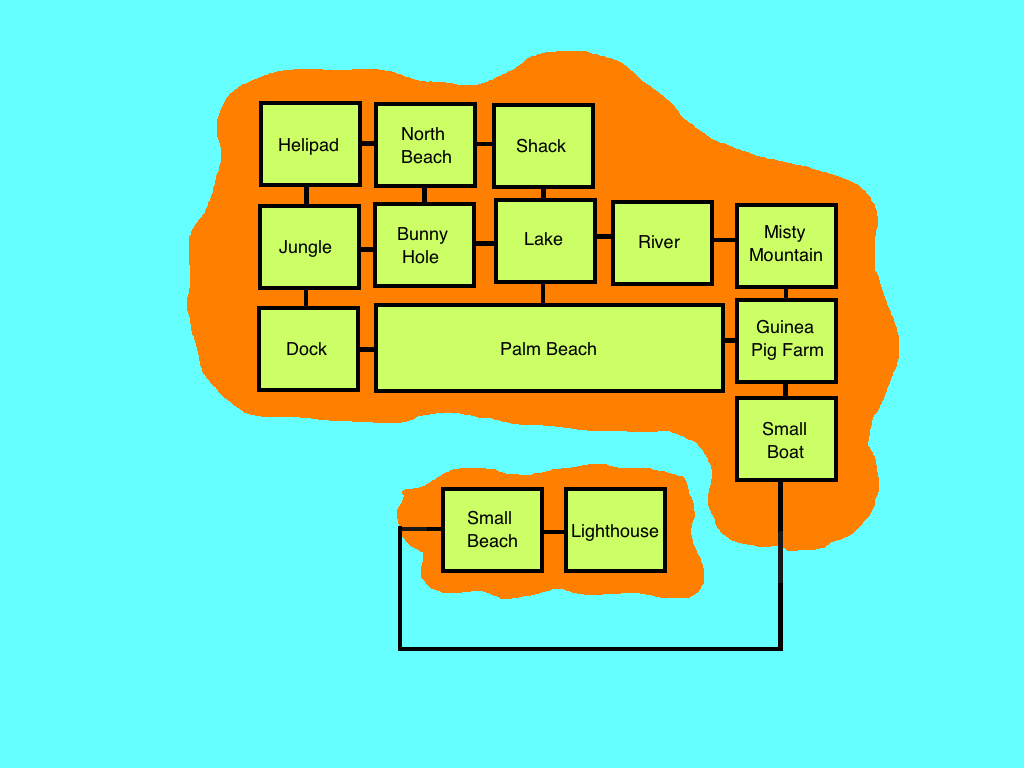 Helipad
North
Beach
Shack
Jungle
Bunny
Hole
Lake
River
Misty
Mountain
Dock
Palm Beach
Guinea
Pig Farm
Small
Boat
Small
Beach
Lighthouse